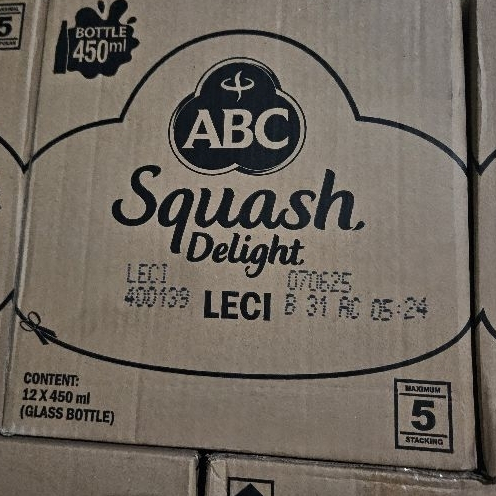 BOTTLE
450ml
ABC
Squash
Delight
LECI
400139
LECI
070625
B 31 AC 05:24
CONTENT:
12 X 450 ml
(GLASS BOTTLE)
MAXIMUM
5
STACKING
5